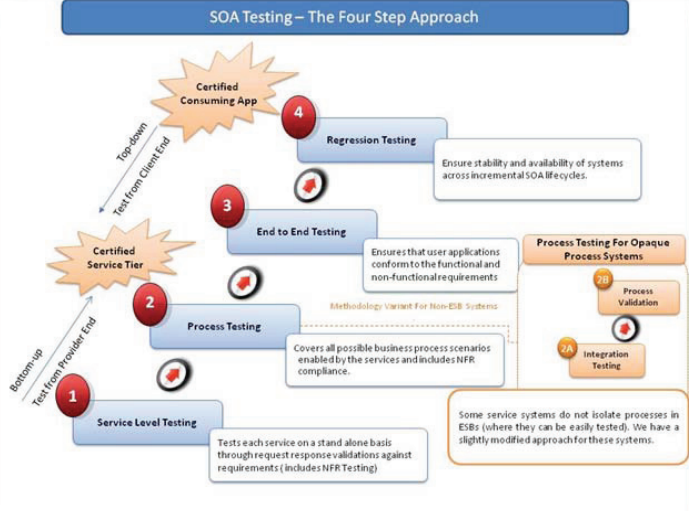 SOA Testing – The Four Step Approach
Certified
Consuming App
4
Regression Testing
Ensure stability and availability of systems
across incremental SOA lifecycles.
Top-down
Test from Client End
3
End to End Testing
Ensures that user applications
conform to the functional and
non-functional requirements
Certified
Service Tier
Process Testing For Opaque
Process Systems
2B
Process
Validation
2A
Integration
Testing
Methodology Variant For Non-ESB Systems
2
Process Testing
Covers all possible business process scenarios
enabled by the services and includes NFR
compliance.
Bottom-up
Test from Provider End
1
Service Level Testing
Tests each service on a stand alone basis
through request response validations against
requirements ( includes NFR Testing)
Some service systems do not isolate processes in
ESBs (where they can be easily tested). We have a
slightly modified approach for these systems.